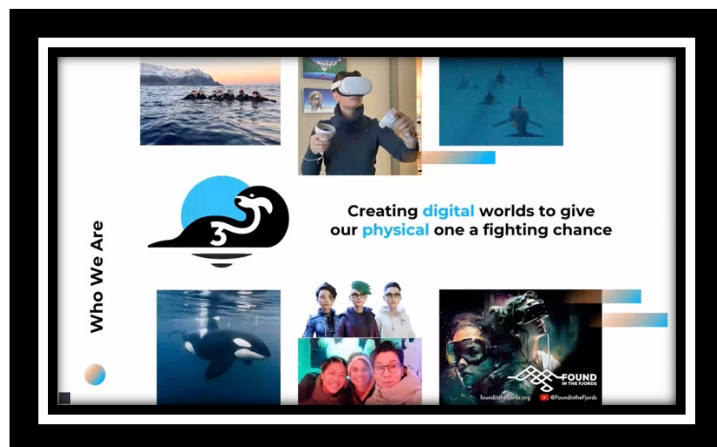 Who We Are
3
Creating digital worlds to give
our physical one a fighting chance
FOUND
IN THE FJORDS
foundinthefjords.org
@FoundintheFjords